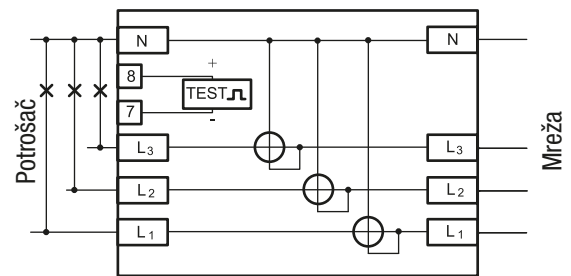 N N
8
+
TEST
7
-
L3 L3
L2 L2
L1 L1
Potrošač
Mreža